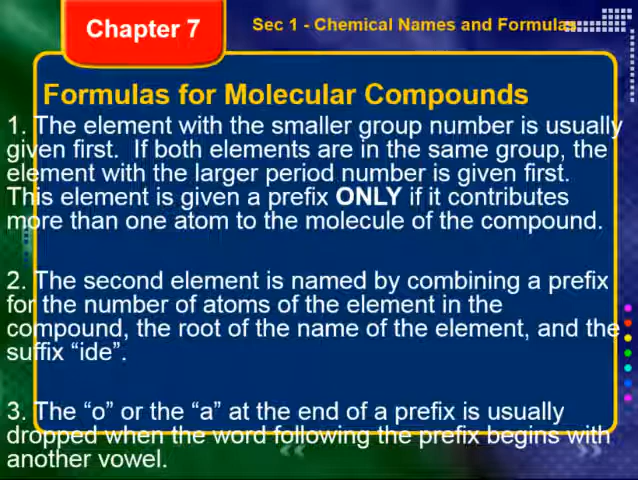 Chapter 7
Sec 1 - Chemical Names and Formulas
Formulas for Molecular Compounds
1. The element with the smaller group number is usually
given first. If both elements are in the same group, the
element with the larger period number is given first.
This element is given a prefix ONLY if it contributes
more than one atom to the molecule of the compound.
2. The second element is named by combining a prefix
for the number of atoms of the element in the
compound, the root of the name of the element, and the
suffix “ide”.
3. The “o” or the “a” at the end of a prefix is usually
dropped when the word following the prefix begins with
another vowel.